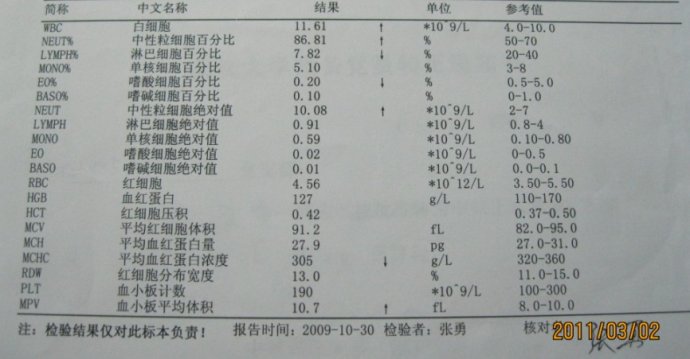 简称 中文名称 结果 单位 参考值
WBC 白细胞 11.61 ↑ *10^9/L 4.0-10.0
NEUT% 中性粒细胞百分比 86.81 ↑ % 50-70
LYMPH% 淋巴细胞百分比 7.82 % 20-40
MONO% 单核细胞百分比 5.10 % 3-8
EO% 嗜酸细胞百分比 0.20 ↓ % 0.5-5.0
BASO% 嗜碱细胞百分比 0.10 % 0-1.0
NEUT 中性粒细胞绝对值 10.08 ↑ *10^9/L 2-7
LYMPH 淋巴细胞绝对值 0.91 *10^9/L 0.8-4
MONO 单核细胞绝对值 0.59 *10^9/L 0.10-0.80
EO 嗜酸细胞绝对值 0.02 *10^9/L 0-0.5
BASO 嗜碱细胞绝对值 0.01 *10^9/L 0.0-0.1
RBC 红细胞 4.56 *10^12/L 3.50-5.50
HGB 血红蛋白 127 g/L 110-170
HCT 红细胞压积 0.42 0.37-0.50
MCV 平均红细胞体积 91.2 fL 82.0-95.0
MCH 平均血红蛋白量 27.9 pg 27.0-31.0
MCHC 平均血红蛋白浓度 305 ↓ g/L 320-360
RDW 红细胞分布宽度 13.0 % 11.0-15.0
PLT 血小板计数 190 *10^9/L 100-300
MPV 血小板平均体积 10.7 ↑ fL 8.0-10.0
注：检验结果仅对此标本负责！ 报告时间：2009-10-30 检验者：张勇 核对
2011/03/02